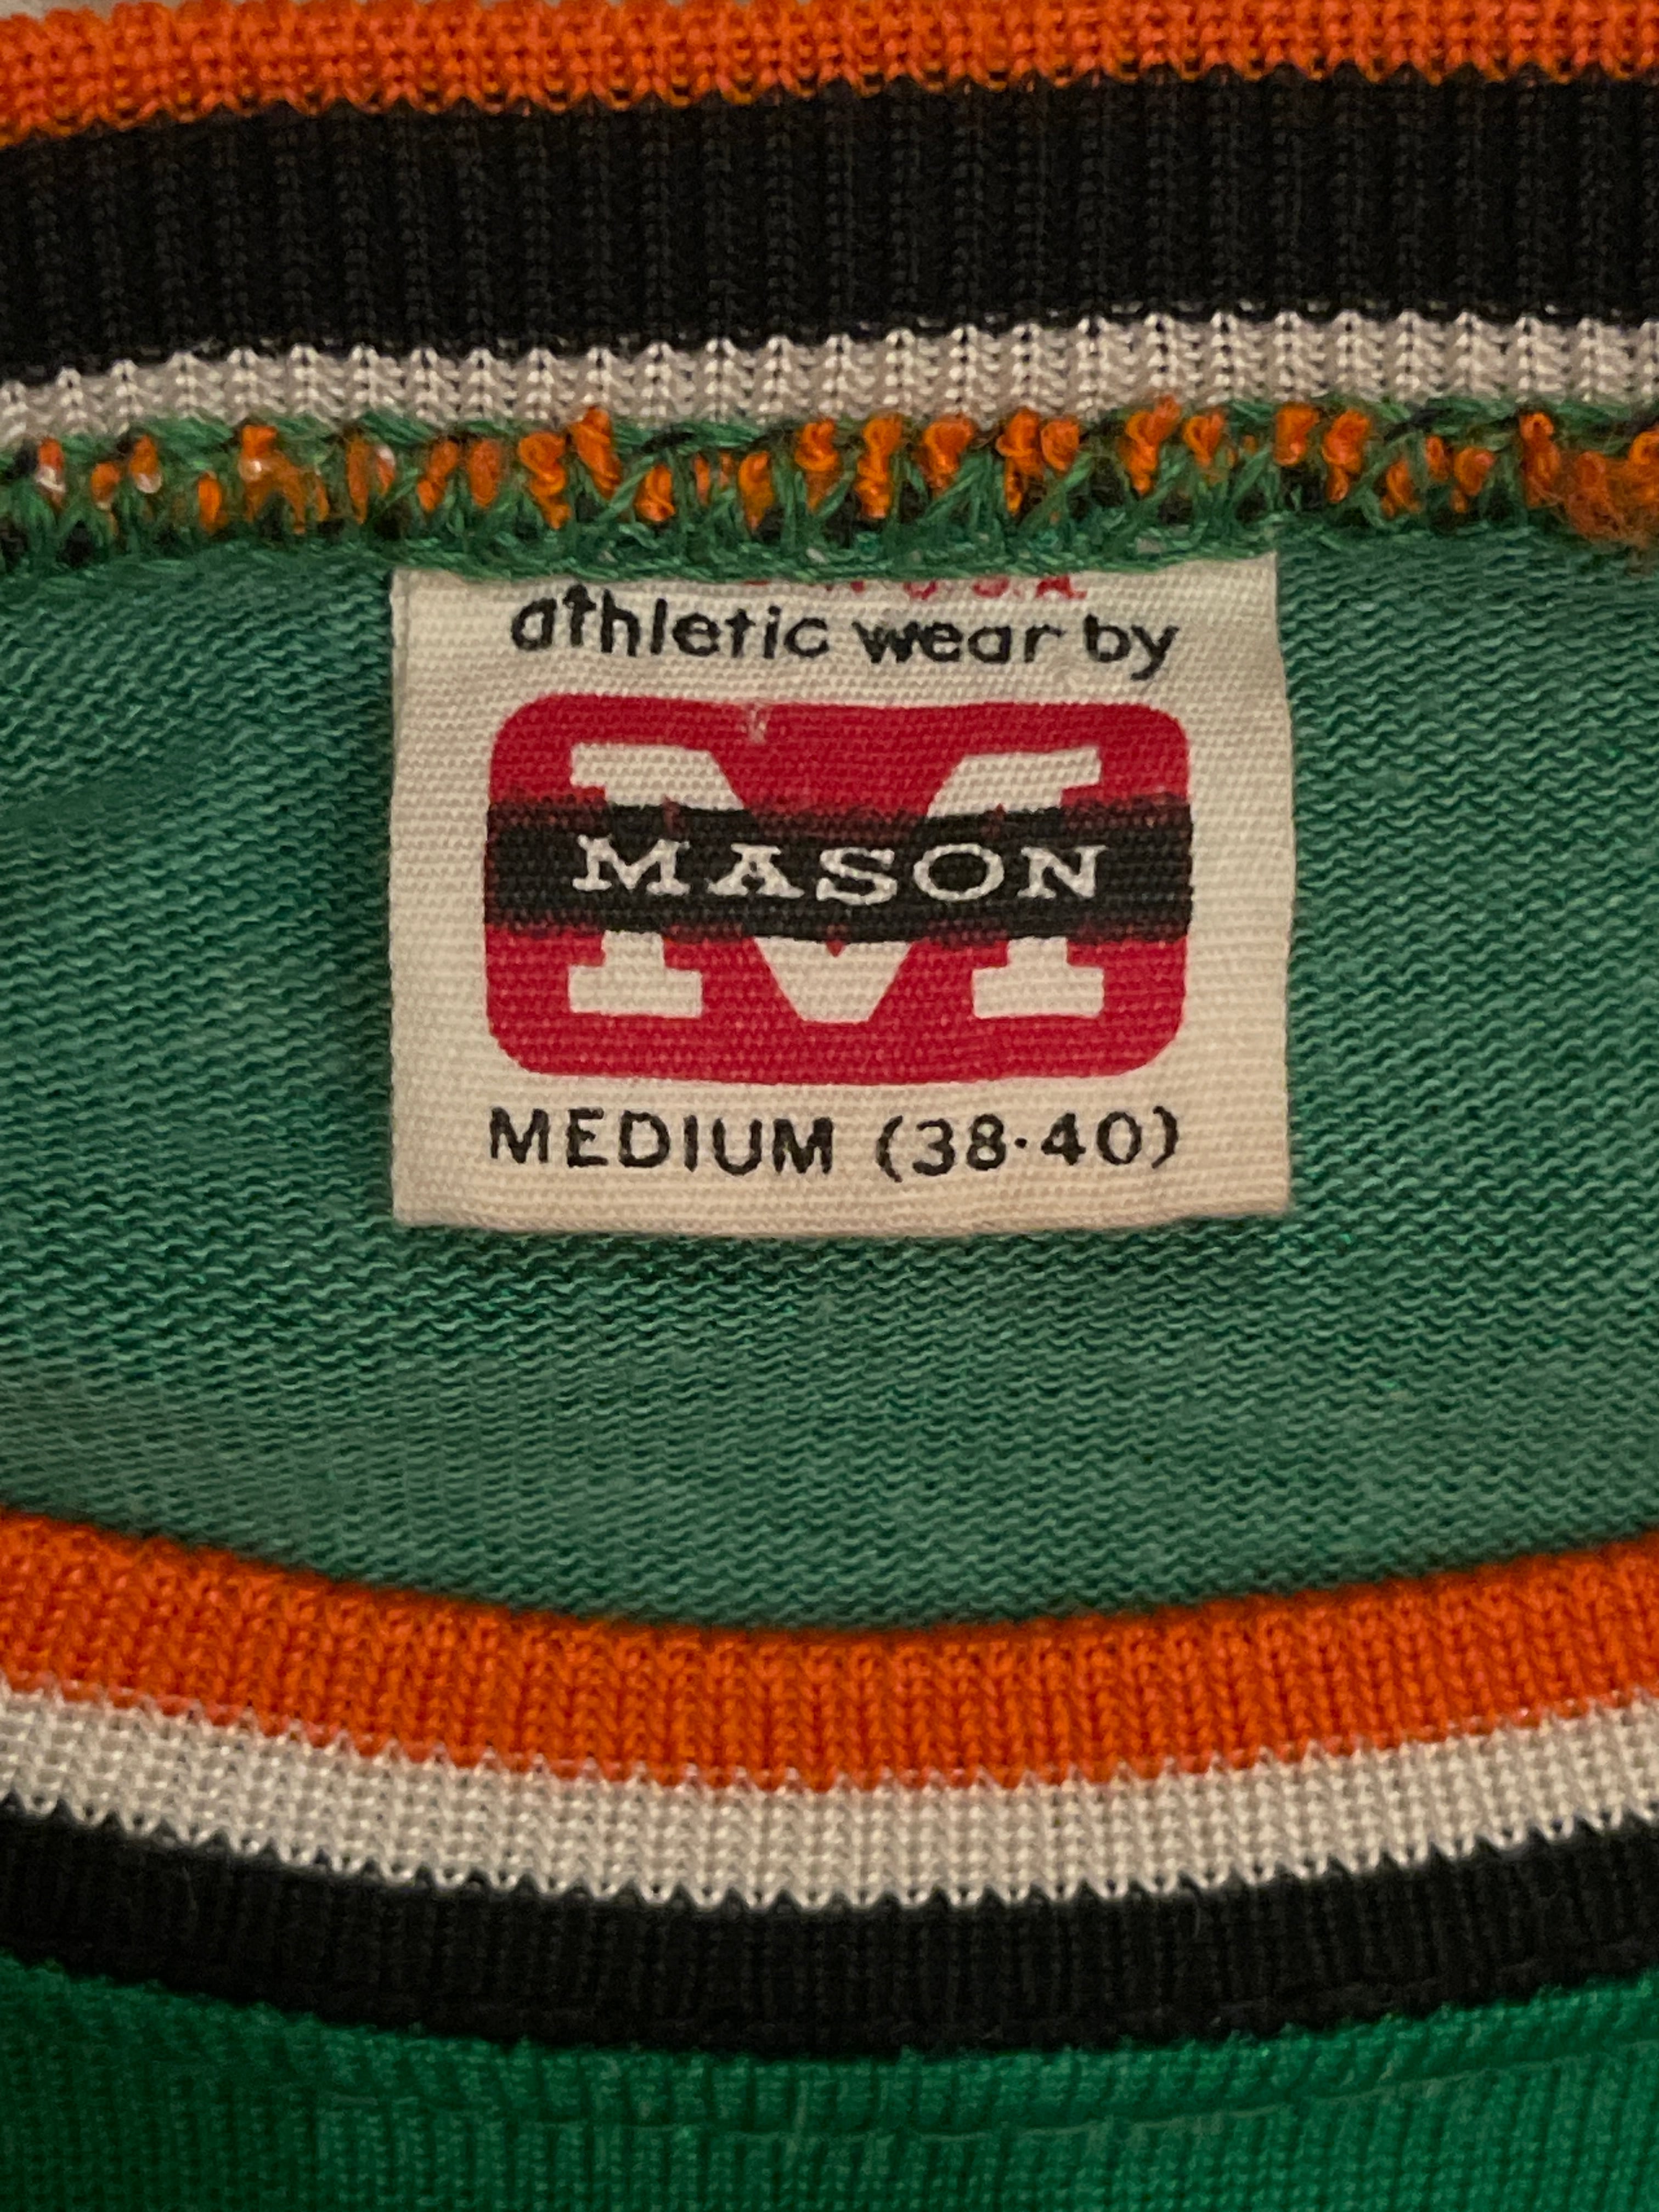 U.S.A.
athletic wear by
M
MASON
MEDIUM (38-40)